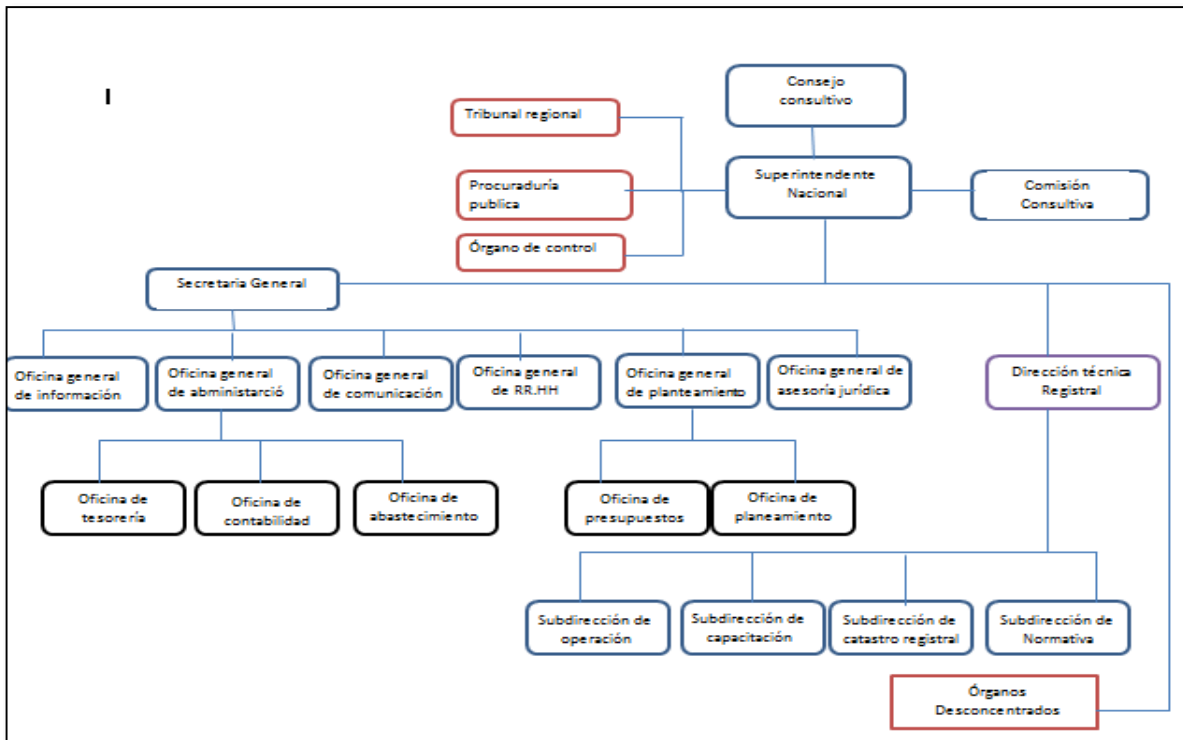 I
Consejo
consultivo
Tribunal regional
Superintendente
Nacional
Procuraduría
publica
Comisión
Consultiva
Órgano de control
Secretaria General
Oficina general
de información
Oficina general
de abministarció
Oficina general
de comunicación
Oficina general
de RR.HH
Oficina general
de planteamiento
Oficina general de
asesoría jurídica
Dirección técnica
Registral
Oficina de
tesorería
Oficina de
contabilidad
Oficina de
abastecimiento
Oficina de
presupuestos
Oficina de
planeamiento
Subdirección de
operación
Subdirección de
capacitación
Subdirección de
catastro registral
Subdirección de
Normativa
Órganos
Desconcentrados